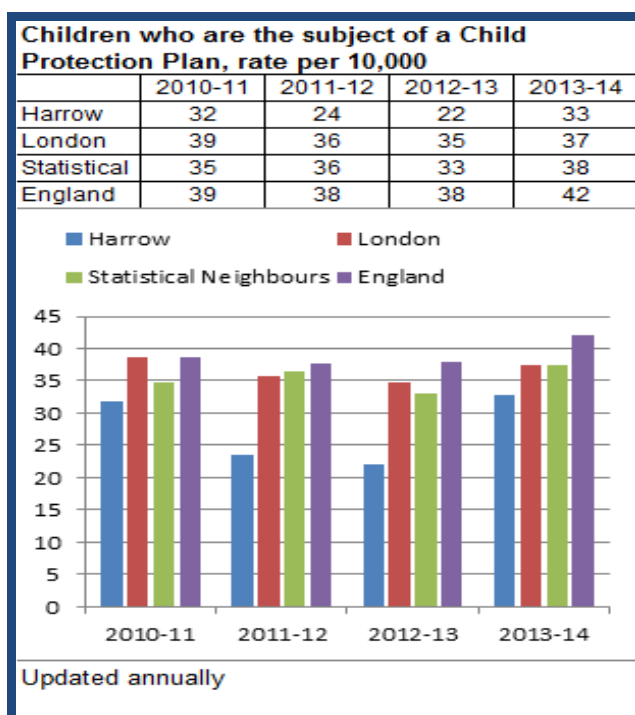 Children who are the subject of a Child
Protection Plan, rate per 10,000
2010-11 2011-12 2012-13 2013-14
Harrow 32 24 22 33
London 39 36 35 37
Statistical 35 36 33 38
England 39 38 38 42
Harrow London
Statistical Neighbours England
45
40
35
30
25
20
15
10
5
0
2010-11 2011-12 2012-13 2013-14
Updated annually